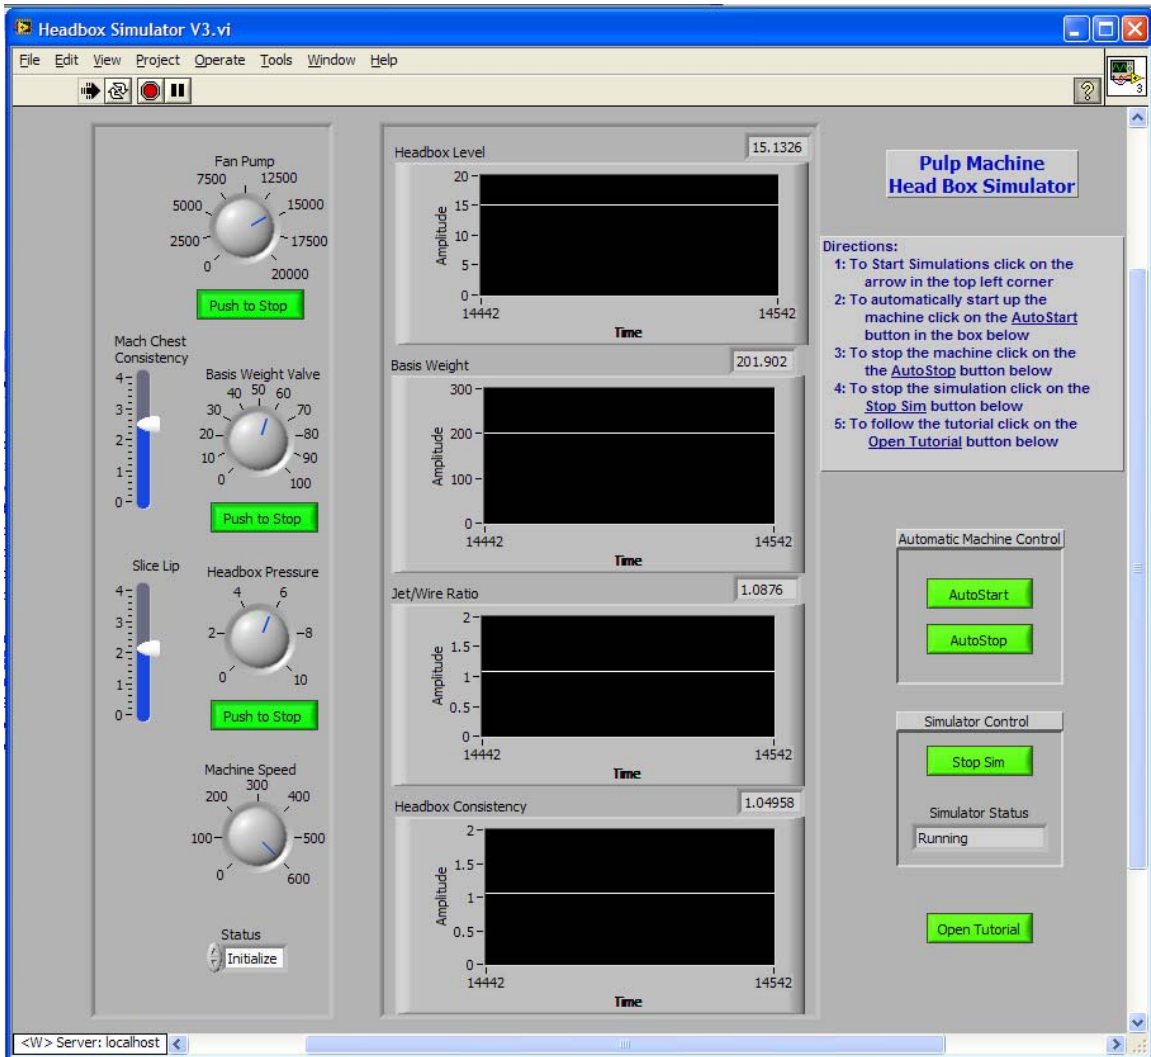 Headbox Simulator V3.vi
File Edit View Project Operate Tools Window Help
3
Fan Pump
7500 12500
5000 15000
2500 17500
0 20000
Push to Stop
Mach Chest
Consistency
4
3
2
1
0
Basis Weight Valve
40 50 60
30 70
20 80
10 90
0 100
Push to Stop
Slice Lip
4
3
2
1
0
Headbox Pressure
4 6
2 8
0 10
Push to Stop
Machine Speed
300
200 400
100 500
0 600
Status
Initialize
Headbox Level
15.1326
20
15
10
5
0
Amplitude
14442 14542
Time
Basis Weight
201.902
300
200
100
0
Amplitude
14442 14542
Time
Jet/Wire Ratio
1.0876
2
1.5
1
0.5
0
Amplitude
14442 14542
Time
Headbox Consistency
1.04958
2
1.5
1
0.5
0
Amplitude
14442 14542
Time
Pulp Machine
Head Box Simulator
Directions:
1: To Start Simulations click on the
arrow in the top left corner
2: To automatically start up the
machine click on the AutoStart
button in the box below
3: To stop the machine click on the
the AutoStop button below
4: To stop the simulation click on the
Stop Sim button below
5: To follow the tutorial click on the
Open Tutorial button below
Automatic Machine Control
AutoStart
AutoStop
Simulator Control
Stop Sim
Simulator Status
Running
Open Tutorial
<W> Server: localhost